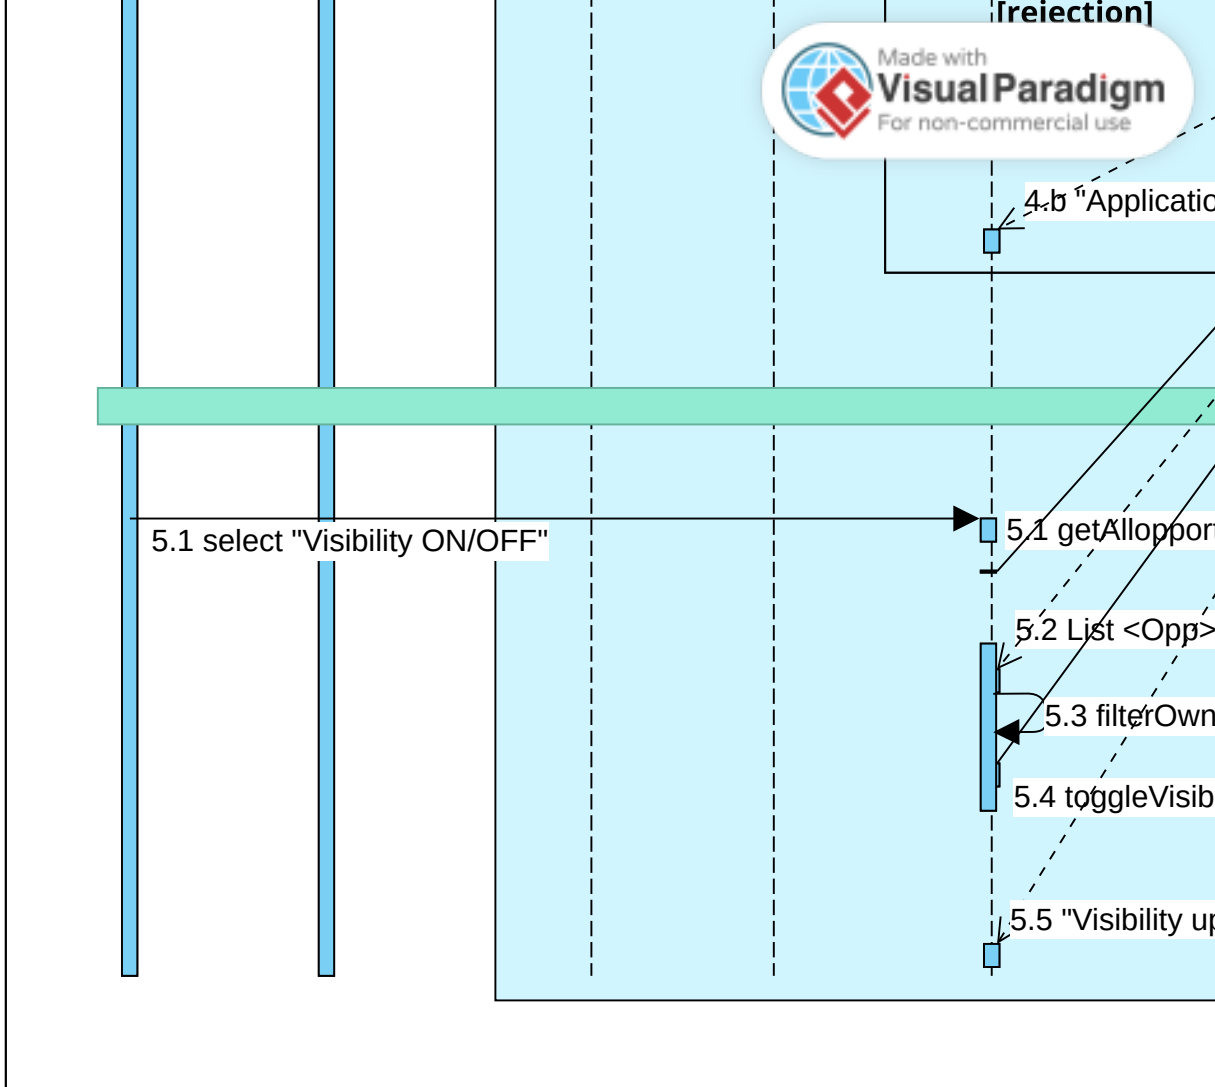 [rejection]
Made with
Visual Paradigm
For non-commercial use
4.b "Applicatio
5.1 select "Visibility ON/OFF"
5.1 getAllopport
5.2 List <Opp>
5.3 filterOwn
5.4 toggleVisib
5.5 "Visibility up